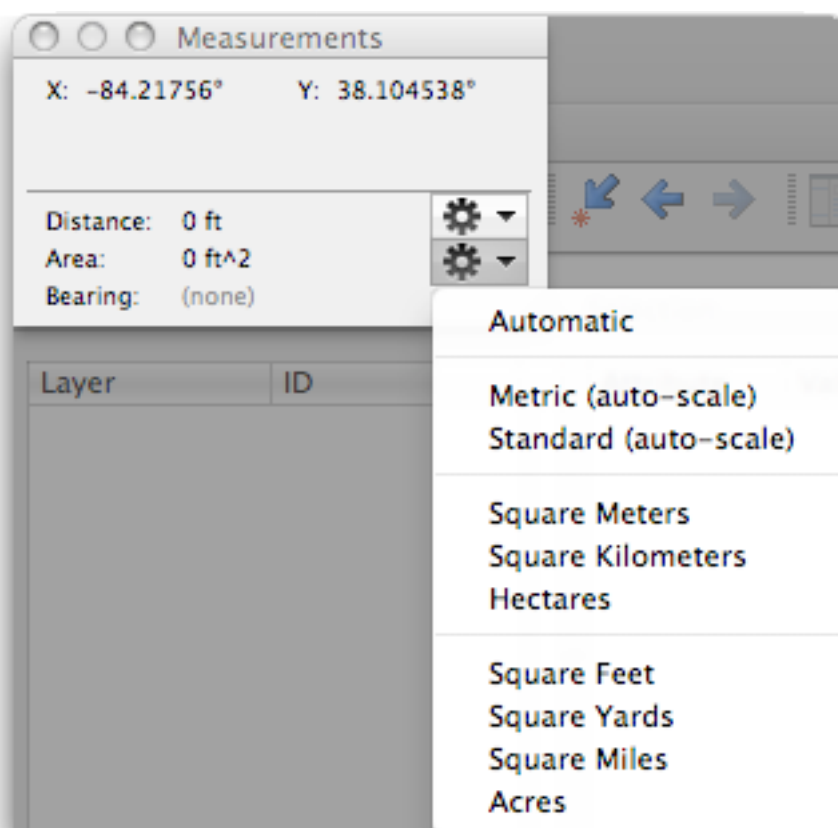 Measurements
X: -84.21756° Y: 38.104538°
Distance: 0 ft
Area: 0 ft^2
Bearing: (none)
Layer ID
Automatic
Metric (auto-scale)
Standard (auto-scale)
Square Meters
Square Kilometers
Hectares
Square Feet
Square Yards
Square Miles
Acres